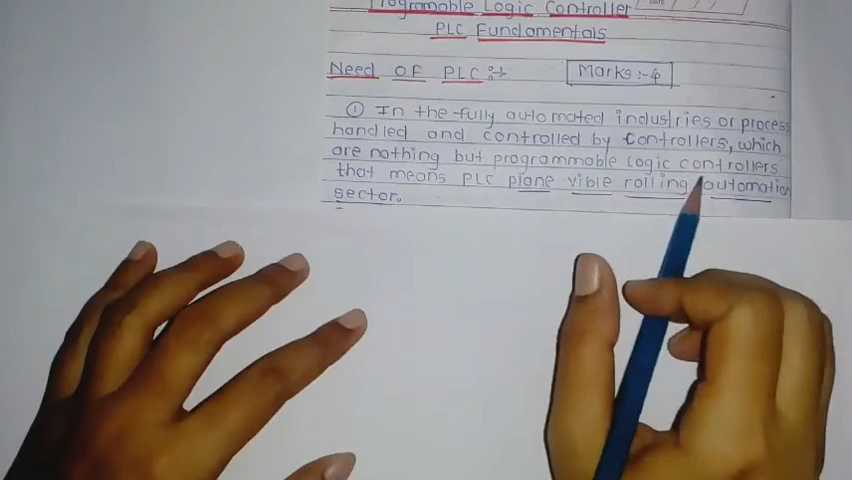 Programable Logic Controller
DATE
PLC Fundamentals
Need OF PLC :-
Marks :- 4
① In the fully automated industries or process
handled and controlled by controllers, which
are nothing but programmable logic controllers
that means PLC plane vible rolling automation
sector.